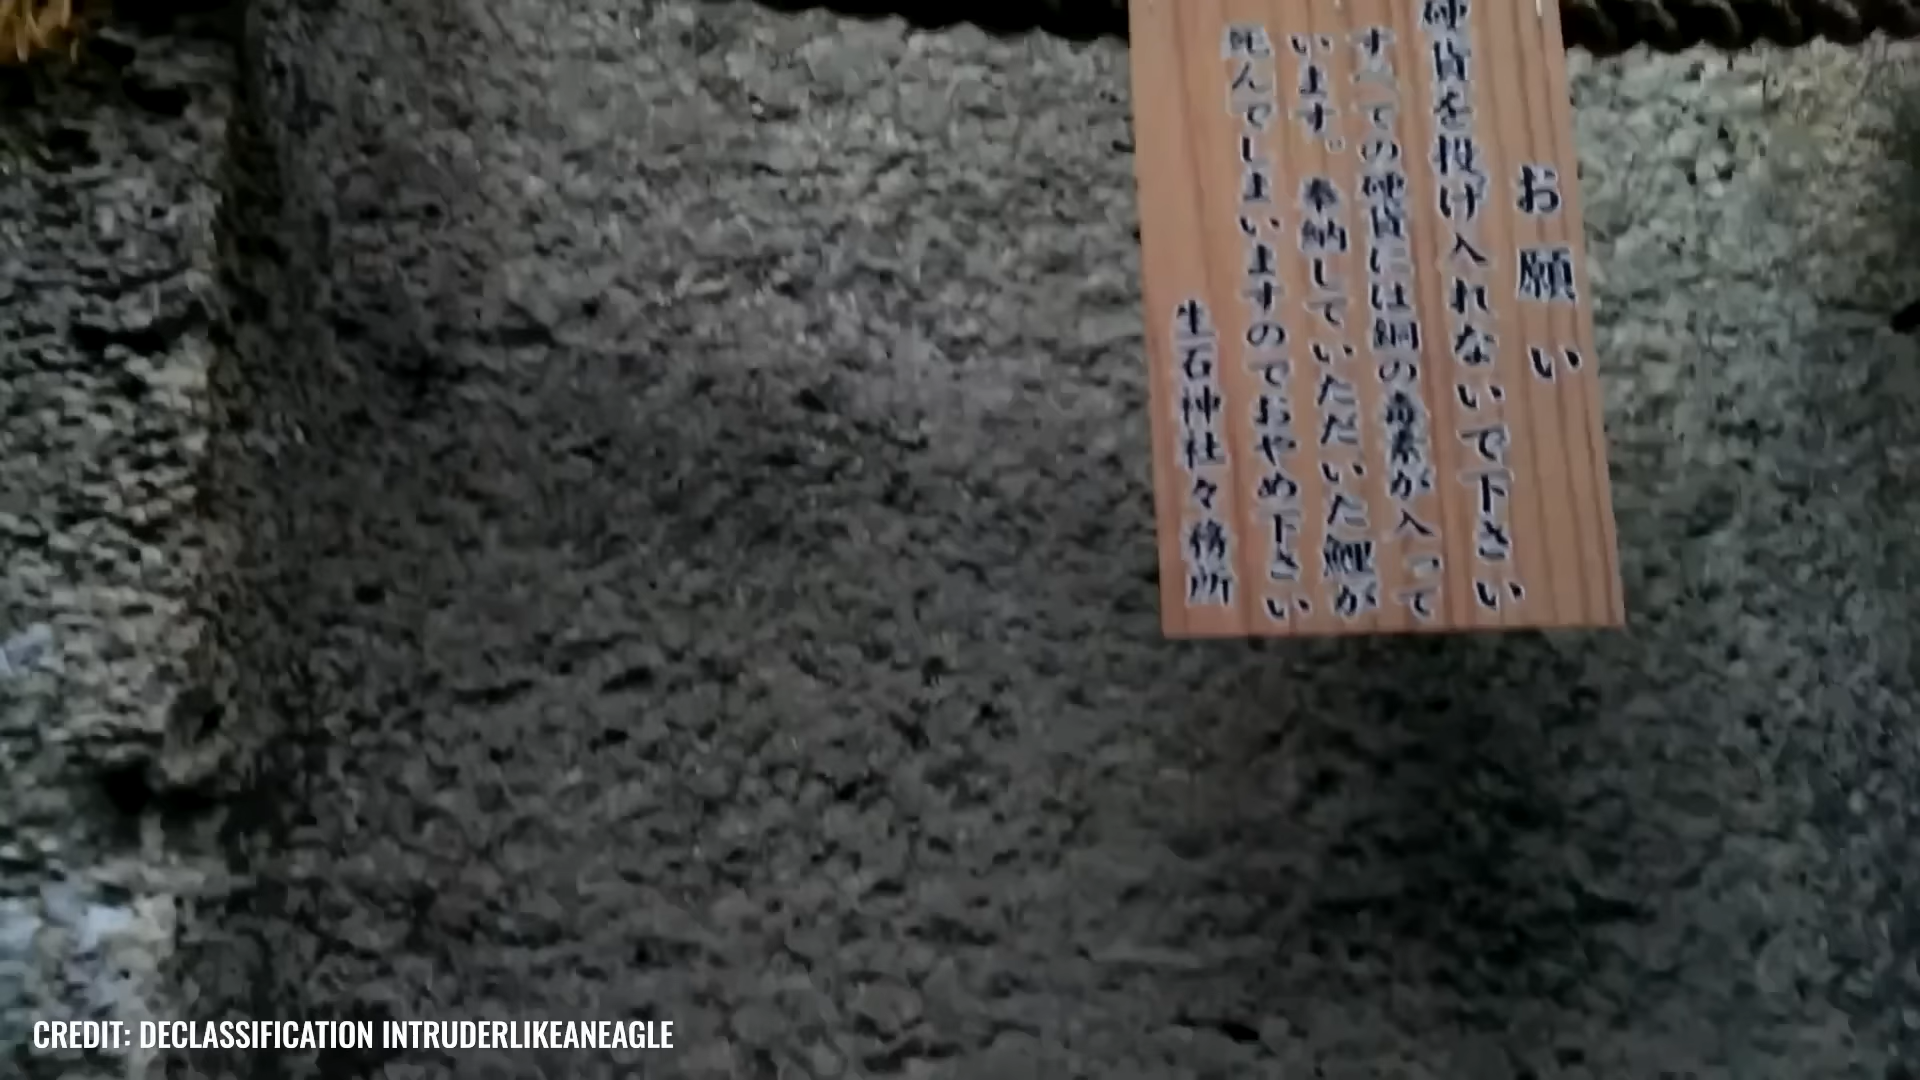 お願い
硬貨を投げ入れないで下さい
すべての硬貨には銅の毒素が入って
います。奉納していただいた鯉が
死んでしまいますのでおやめ下さい
生石神社々務所
CREDIT: DECLASSIFICATION INTRUDERLIKEANEAGLE